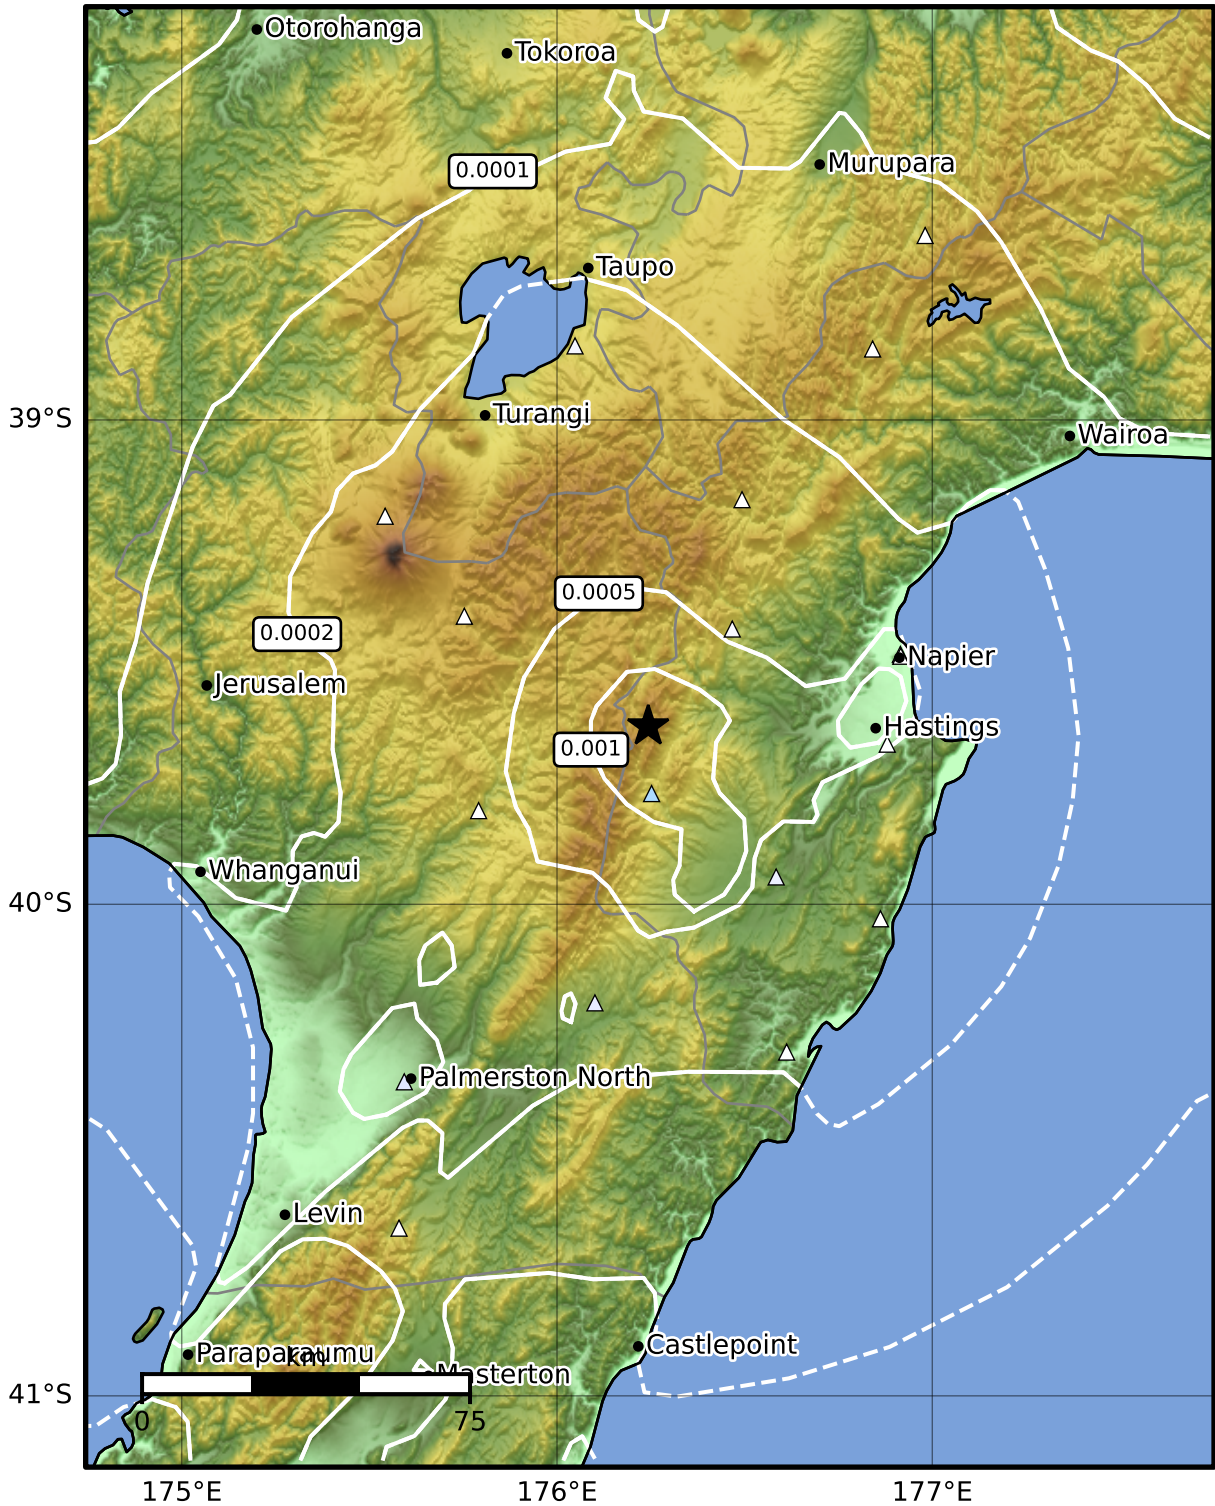 Otorohanga
Tokoroa
Murupara
0.0001
Taupo
Turangi
39°S
Wairoa
0.0005
0.0002
Napier
Jerusalem
Hastings
0.001
Whanganui
40°S
Palmerston North
Levin
Castlepoint
Paraparaumu
km
Masterton
41°S
0
75
175°E
176°E
177°E